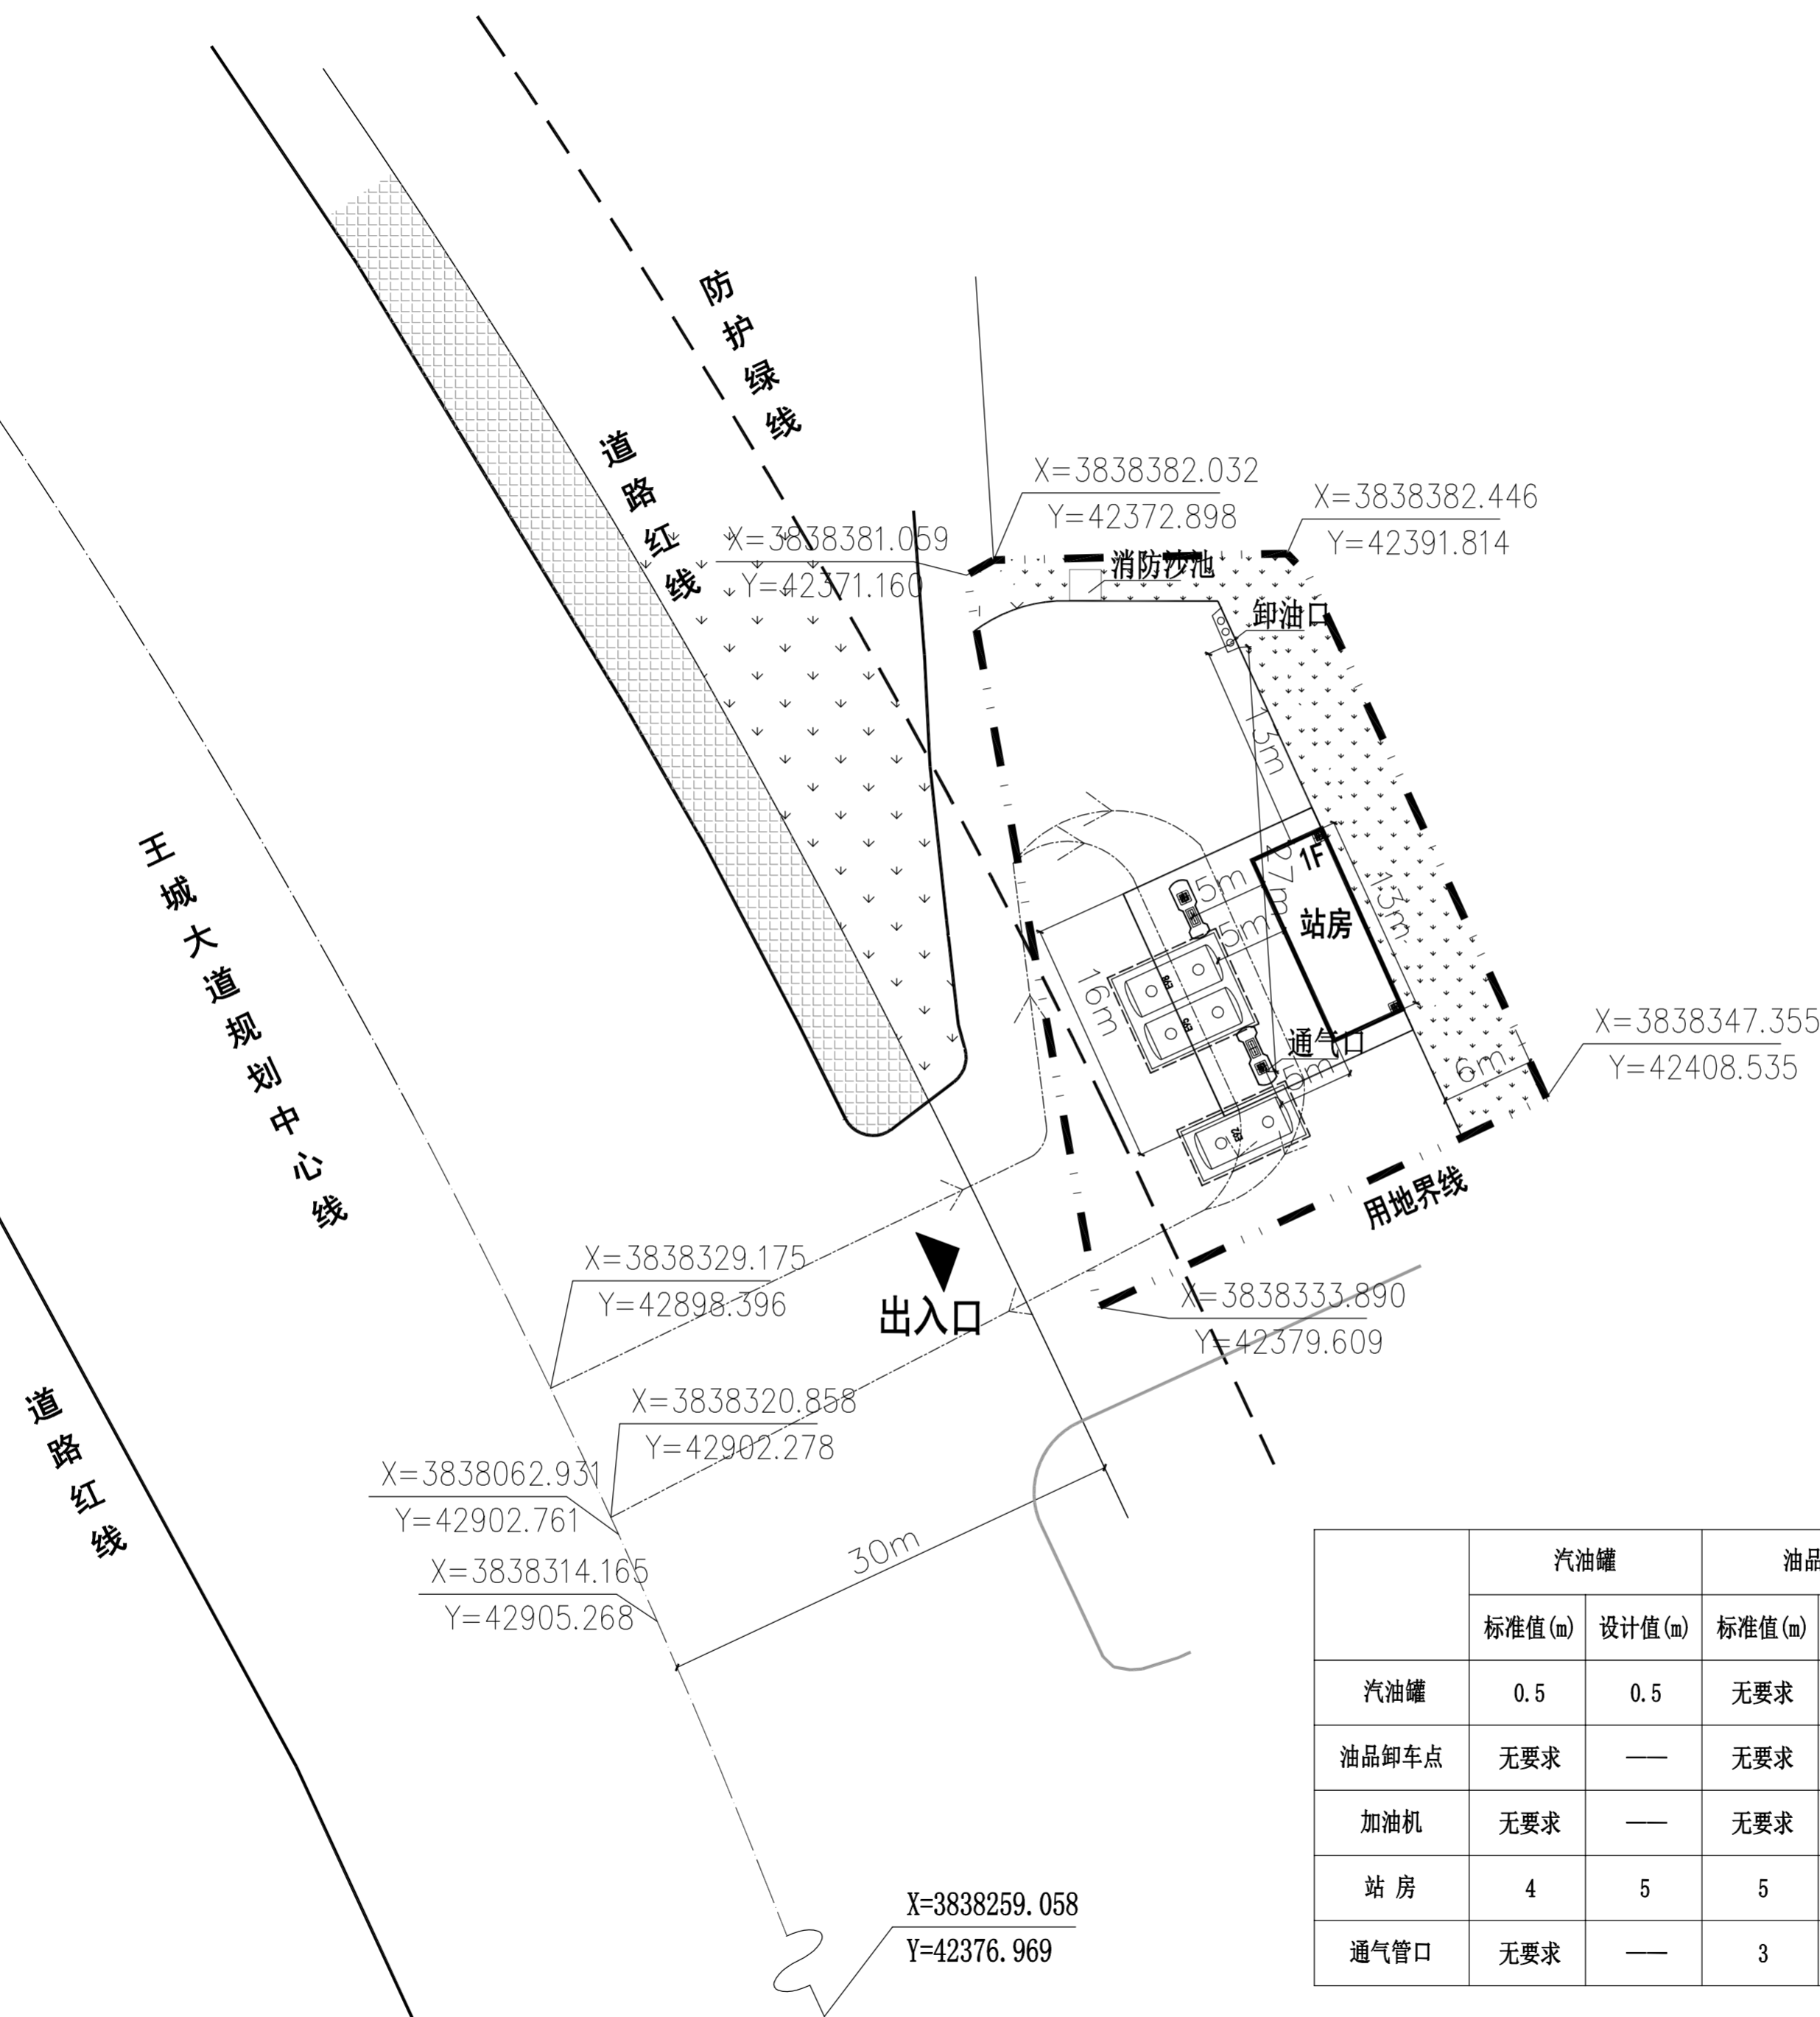 防护绿线
道路红线
X=3838382.032
Y=42372.898
X=3838382.446
Y=42391.814
X=3838381.059
Y=42371.160
消防沙池
卸油口
13m
王城大道规划中心线
1F
27m
5m
站房
13m
5m
16m
E98
E95
通气口
5m
X=3838347.355
Y=42408.535
6m
E92
用地界线
X=3838329.175
Y=42898.396
出入口
X=3838333.890
Y=42379.609
道路红线
X=3838320.858
Y=42902.278
X=3838062.931
Y=42902.761
30m
X=3838314.165
Y=42905.268
汽油罐 油品
标准值(m) 设计值(m) 标准值(m)
汽油罐 0.5 0.5 无要求
油品卸车点 无要求 —— 无要求
加油机 无要求 —— 无要求
站 房 4 5 5
通气管口 无要求 —— 3
X=3838259.058
Y=42376.969